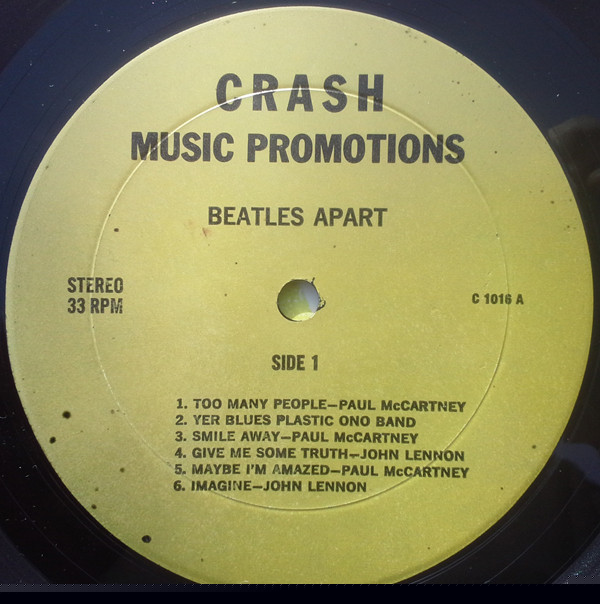 CRASH
MUSIC PROMOTIONS
BEATLES APART
STEREO
33 RPM
C 1016 A
SIDE 1
1. TOO MANY PEOPLE—PAUL McCARTNEY
2. YER BLUES PLASTIC ONO BAND
3. SMILE AWAY—PAUL McCARTNEY
4. GIVE ME SOME TRUTH—JOHN LENNON
5. MAYBE I'M AMAZED—PAUL McCARTNEY
6. IMAGINE—JOHN LENNON